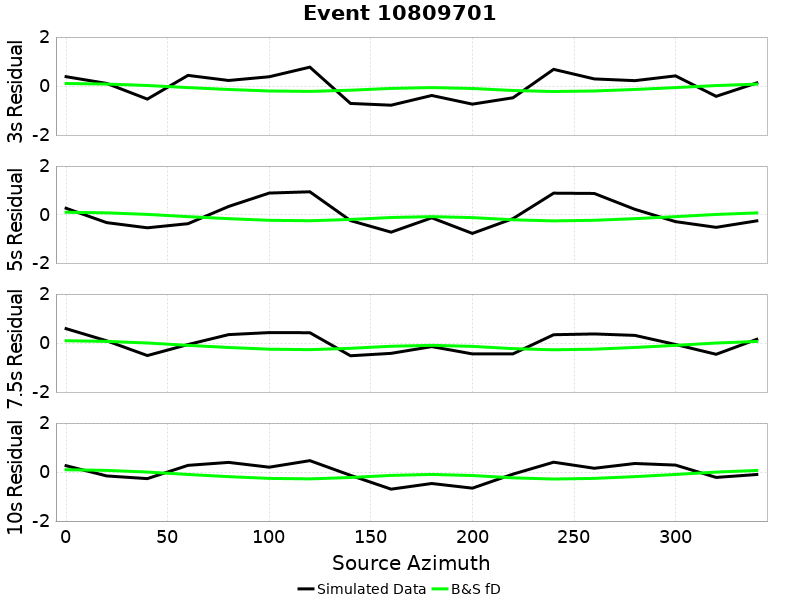 Event 10809701
3s Residual
2
0
-2
5s Residual
2
0
-2
7.5s Residual
2
0
-2
10s Residual
2
0
-2
0 50 100 150 200 250 300
Source Azimuth
Simulated Data B&S fD